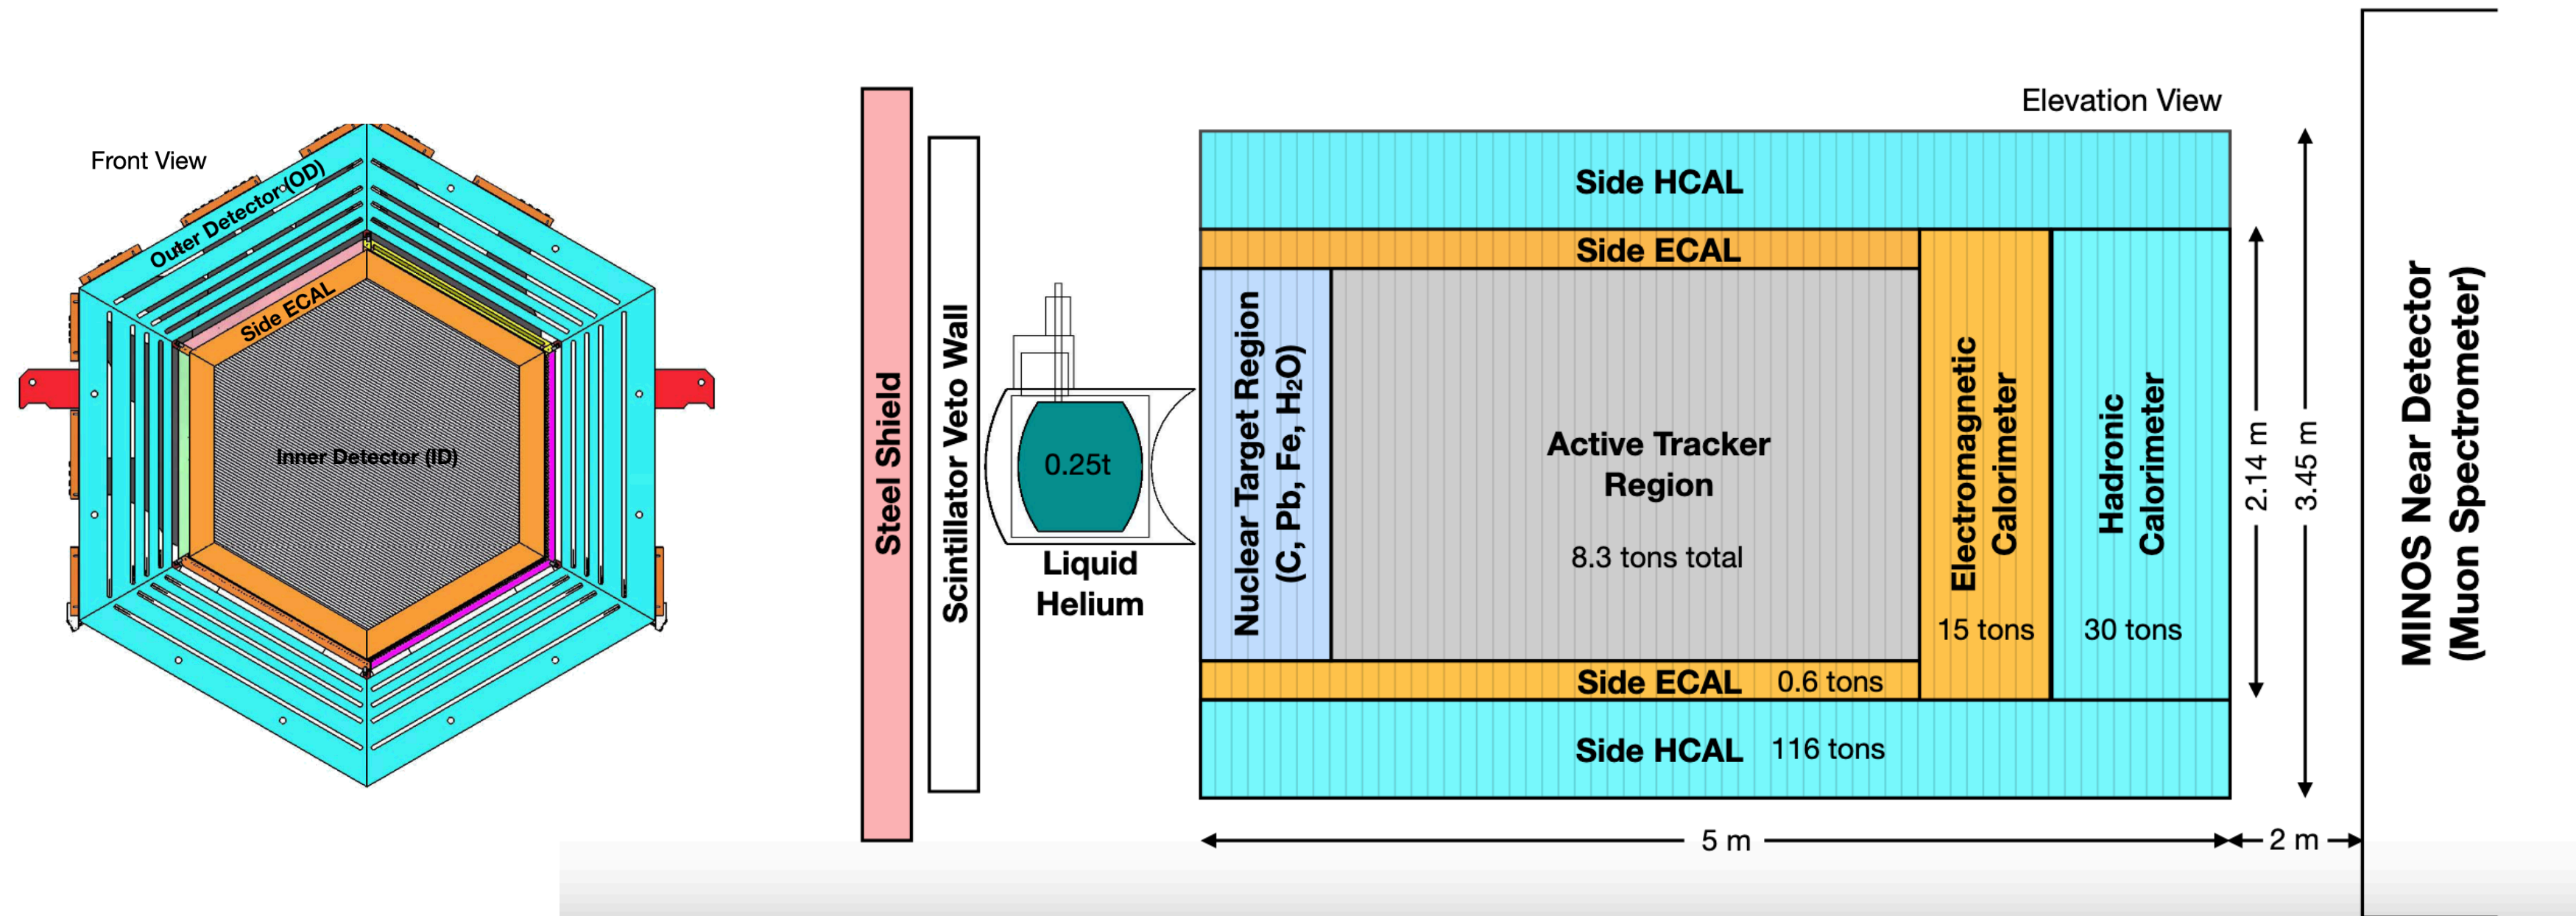 Front View
Outer Detector (OD)
Side ECAL
Inner Detector (ID)
Steel Shield
Scintillator Veto Wall
0.25t
Liquid
Helium
Elevation View
Side HCAL
Side ECAL
Nuclear Target Region
(C, Pb, Fe, H₂O)
Active Tracker
Region
8.3 tons total
Electromagnetic
Calorimeter
15 tons
Hadronic
Calorimeter
30 tons
Side ECAL 0.6 tons
Side HCAL 116 tons
2.14 m
3.45 m
5 m
2 m
MINOS Near Detector
(Muon Spectrometer)